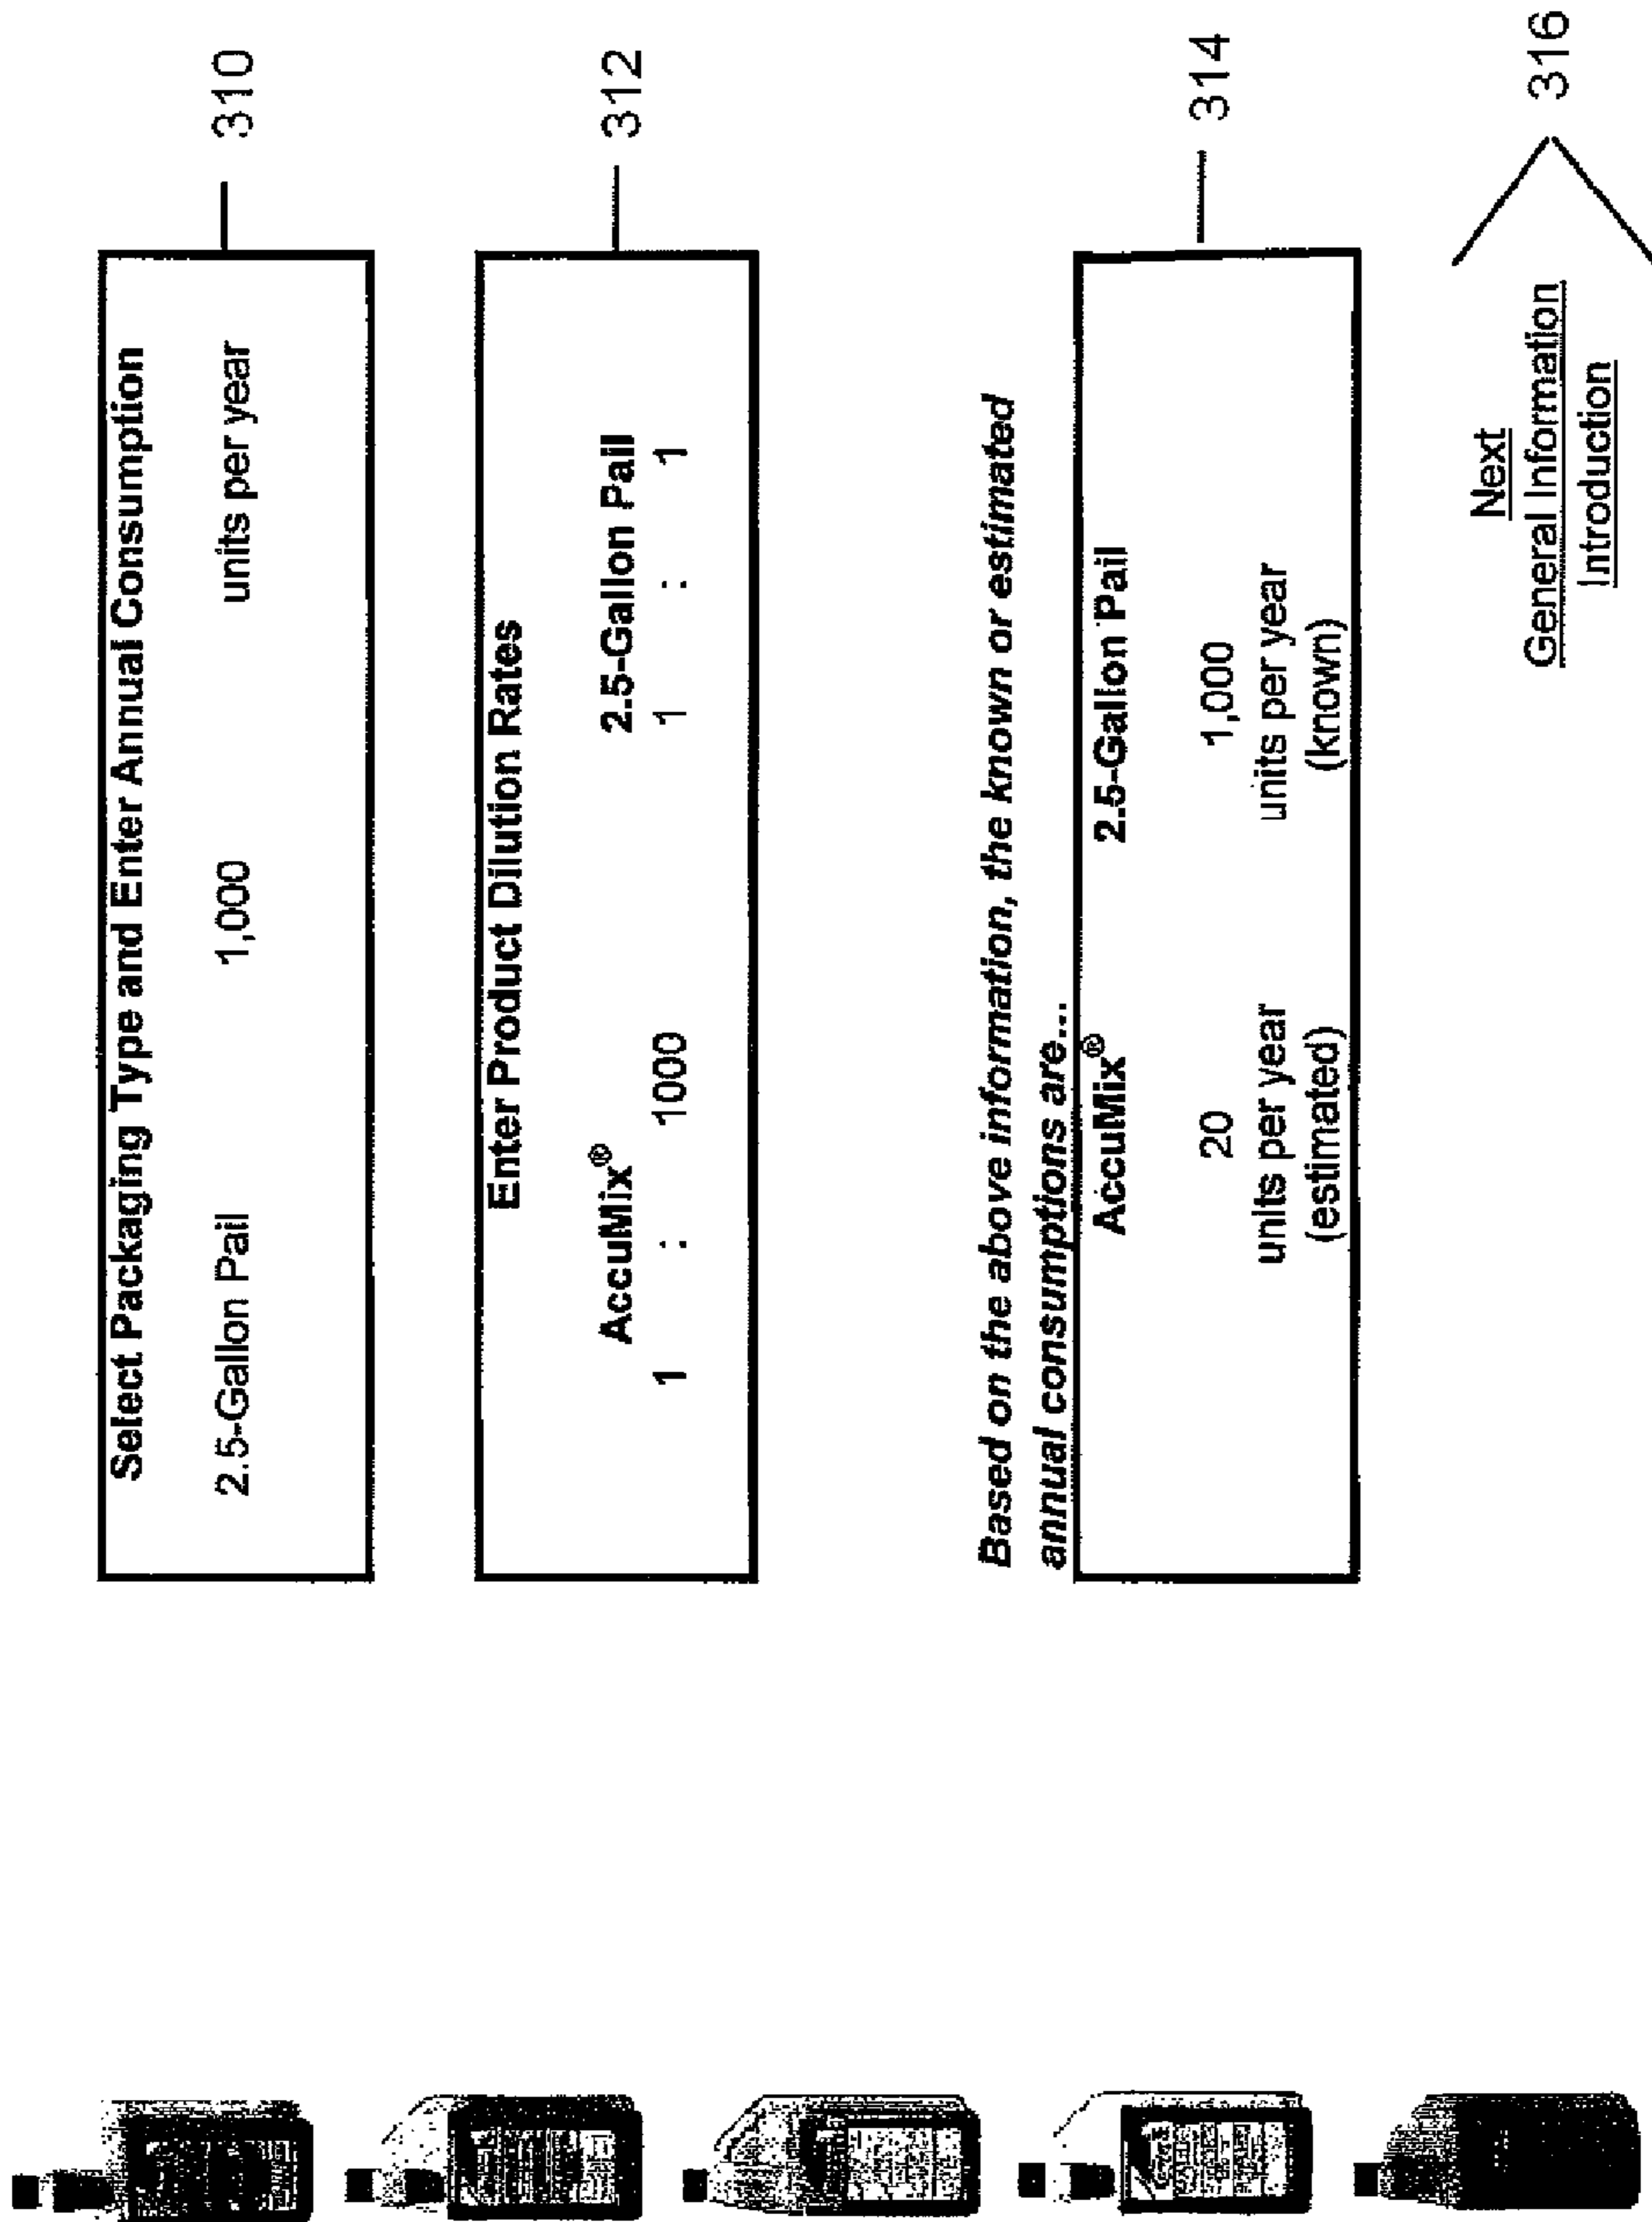 Select Packaging Type and Enter Annual Consumption
2.5-Gallon Pail 1,000 units per year
310
Enter Product Dilution Rates
AccuMix® 2.5-Gallon Pail
1 : 1000 1 : 1
312
Based on the above information, the known or estimated
annual consumptions are...
AccuMix® 2.5-Gallon Pail
20 1,000
units per year units per year
(estimated) (known)
314
Next
General Information
Introduction
316